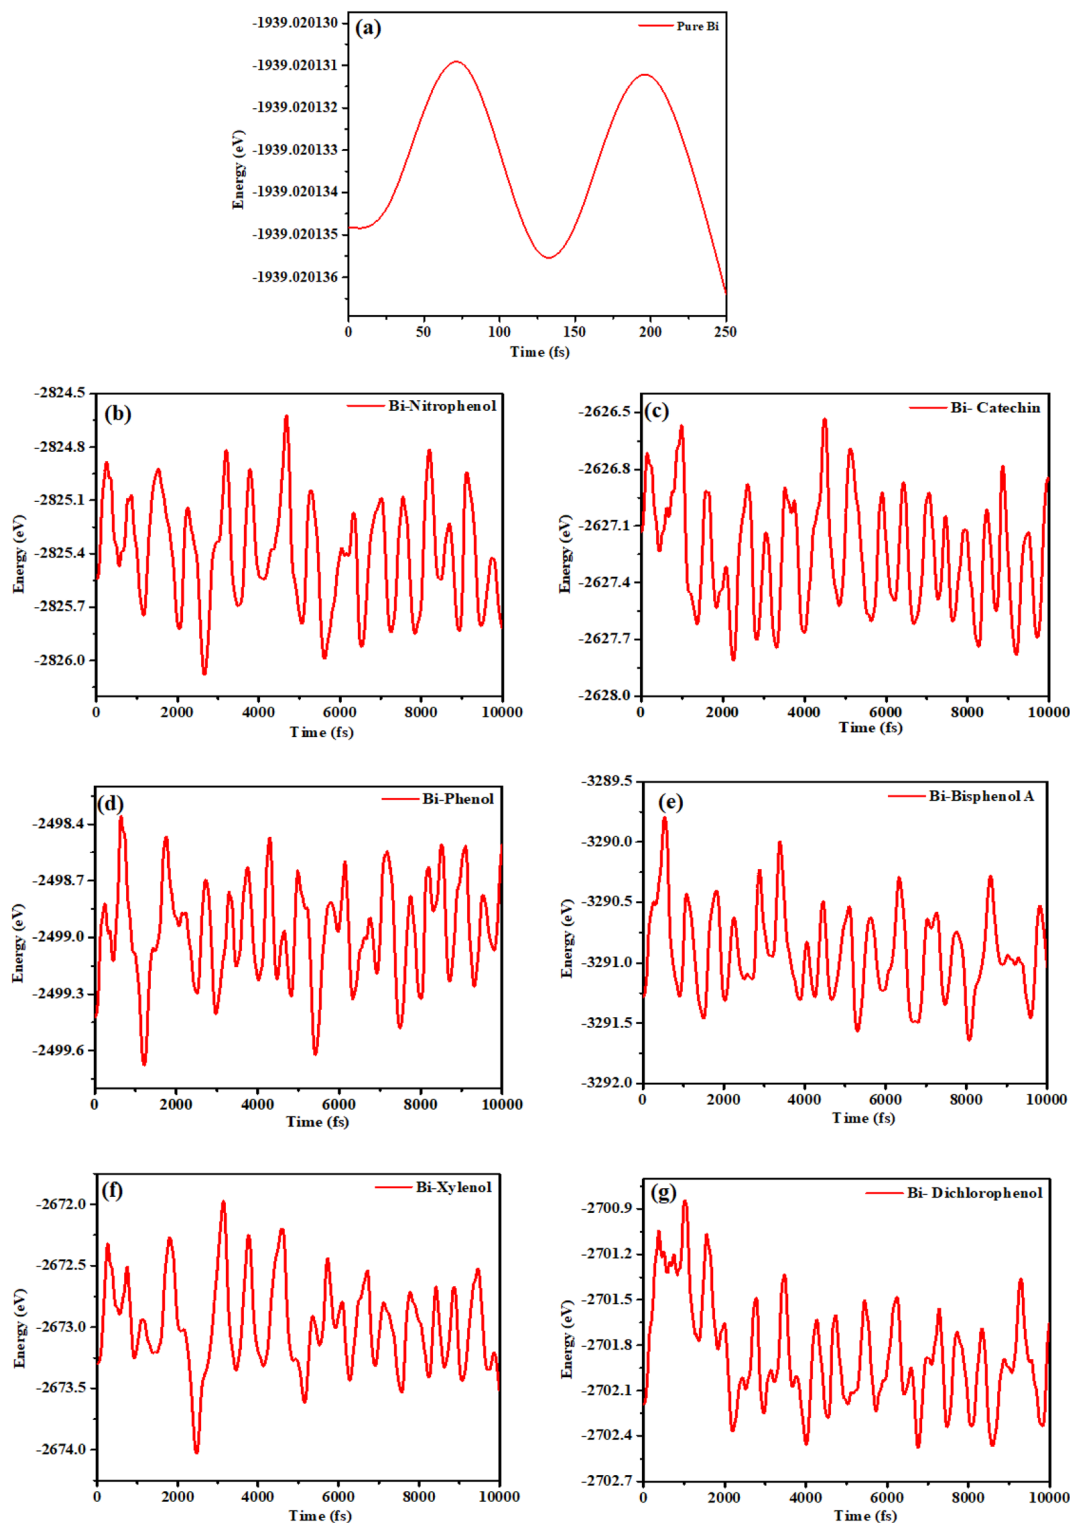 (a)
Pure Bi
-1939.020130
-1939.020131
-1939.020132
-1939.020133
-1939.020134
-1939.020135
-1939.020136
Energy (eV)
0 50 100 150 200 250
Time (fs)
(b)
Bi-Nitrophenol
-2824.5
-2824.8
-2825.1
-2825.4
-2825.7
-2826.0
Energy (eV)
0 2000 4000 6000 8000 10000
Time (fs)
(c)
Bi- Catechin
-2626.5
-2626.8
-2627.1
-2627.4
-2627.7
-2628.0
Energy (eV)
0 2000 4000 6000 8000 10000
Time (fs)
(d)
Bi-Phenol
-2498.4
-2498.7
-2499.0
-2499.3
-2499.6
Energy (eV)
0 2000 4000 6000 8000 10000
Time (fs)
(e)
Bi-Bisphenol A
-3289.5
-3290.0
-3290.5
-3291.0
-3291.5
-3292.0
Energy (eV)
0 2000 4000 6000 8000 10000
Time (fs)
(f)
Bi-Xylenol
-2672.0
-2672.5
-2673.0
-2673.5
-2674.0
Energy (eV)
0 2000 4000 6000 8000 10000
Time (fs)
(g)
Bi- Dichlorophenol
-2700.9
-2701.2
-2701.5
-2701.8
-2702.1
-2702.4
-2702.7
Energy (eV)
0 2000 4000 6000 8000 10000
Time (fs)